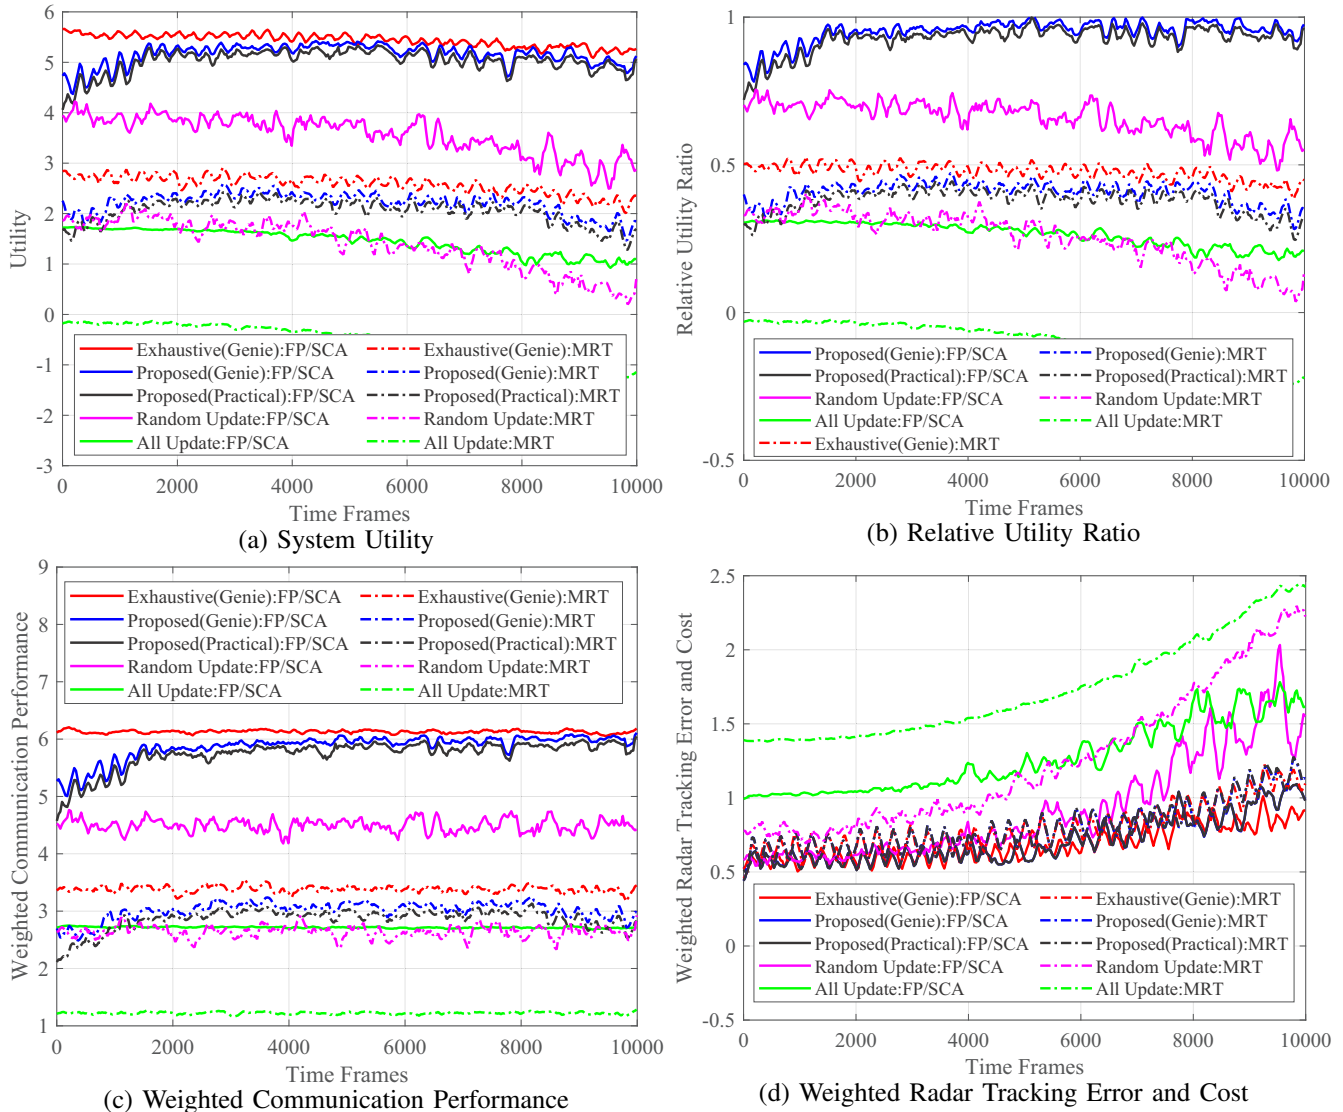 6
5
4
3
2
1
0
-1
-2
-3
Utility
Exhaustive(Genie):FP/SCA
Proposed(Genie):FP/SCA
Proposed(Practical):FP/SCA
Random Update:FP/SCA
All Update:FP/SCA
Exhaustive(Genie):MRT
Proposed(Genie):MRT
Proposed(Practical):MRT
Random Update:MRT
All Update:MRT
0 2000 4000 6000 8000 10000
Time Frames
(a) System Utility
1
0.5
0
-0.5
Relative Utility Ratio
Proposed(Genie):FP/SCA
Proposed(Practical):FP/SCA
Random Update:FP/SCA
All Update:FP/SCA
Exhaustive(Genie):MRT
Proposed(Genie):MRT
Proposed(Practical):MRT
Random Update:MRT
All Update:MRT
0 2000 4000 6000 8000 10000
Time Frames
(b) Relative Utility Ratio
9
8
7
6
5
4
3
2
1
Weighted Communication Performance
Exhaustive(Genie):FP/SCA
Proposed(Genie):FP/SCA
Proposed(Practical):FP/SCA
Random Update:FP/SCA
All Update:FP/SCA
Exhaustive(Genie):MRT
Proposed(Genie):MRT
Proposed(Practical):MRT
Random Update:MRT
All Update:MRT
0 2000 4000 6000 8000 10000
Time Frames
(c) Weighted Communication Performance
2.5
2
1.5
1
0.5
0
-0.5
Weighted Radar Tracking Error and Cost
Exhaustive(Genie):FP/SCA
Proposed(Genie):FP/SCA
Proposed(Practical):FP/SCA
Random Update:FP/SCA
All Update:FP/SCA
Exhaustive(Genie):MRT
Proposed(Genie):MRT
Proposed(Practical):MRT
Random Update:MRT
All Update:MRT
0 2000 4000 6000 8000 10000
Time Frames
(d) Weighted Radar Tracking Error and Cost